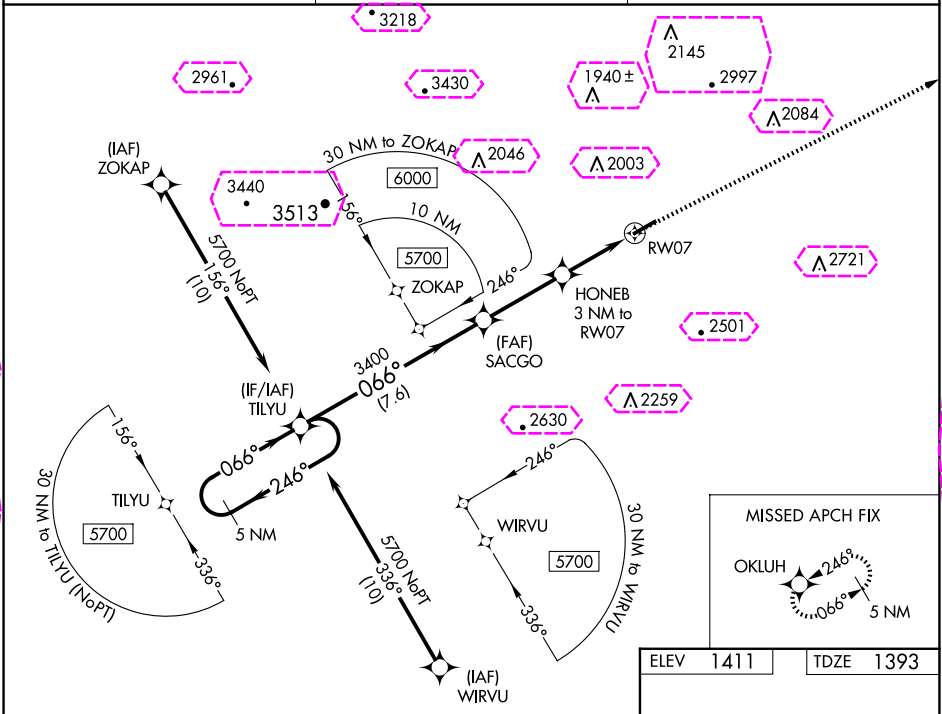 3218
2961
3430
2145
2997
1940 ±
2084
2046
2003
(IAF)
ZOKAP
30 NM to ZOKAP
6000
3440
3513
156°
10 NM
5700
ZOKAP
246°
RW07
5700 NoPT
156°
(10)
2721
HONEB
3 NM to
RW07
(FAF)
SACGO
2501
3400
066°
(7.6)
(IF/IAF)
TILYU
2259
2630
156°
066°
246°
246°
TILYU
5 NM
5700
30 NM to TILYU (NoPT)
336°
WIRVU
5700
30 NM to WIRVU
336°
5700 NoPT
336°
(10)
MISSED APCH FIX
OKLUH
246°
066°
5 NM
(IAF)
WIRVU
ELEV 1411
TDZE 1393